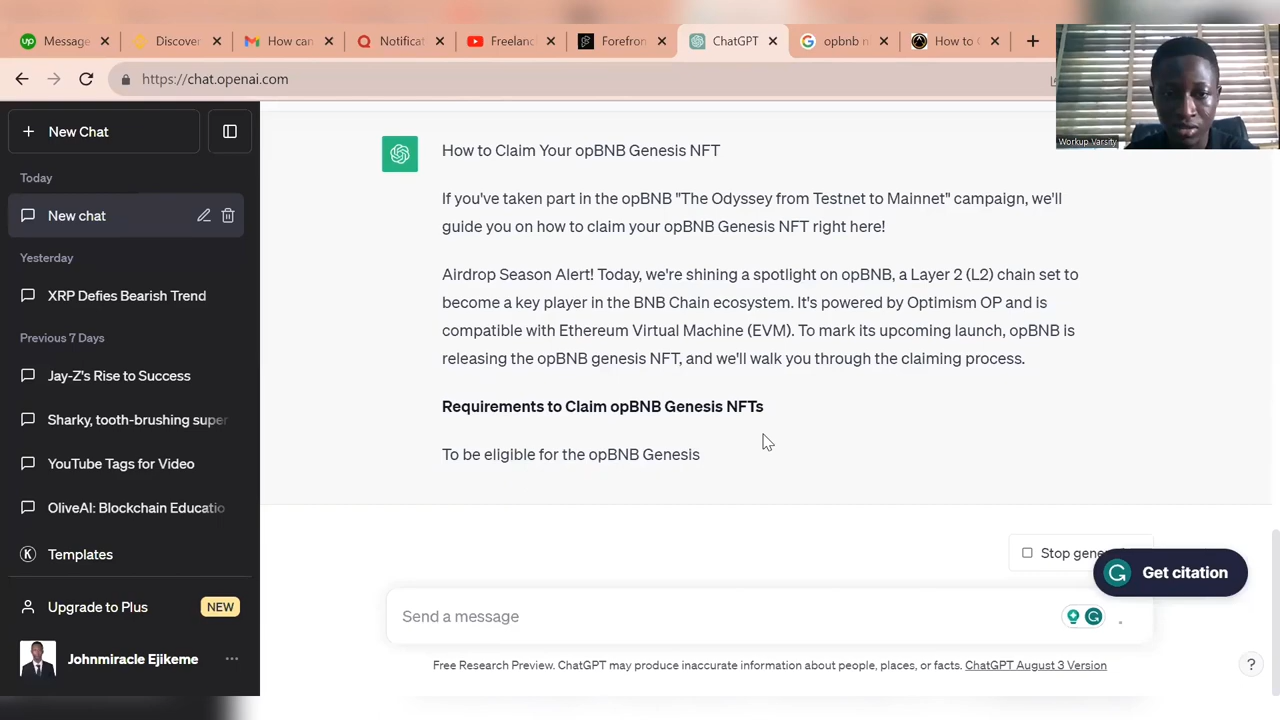 Message
Discover
How can
Notificat
Freelanc
Forefron
ChatGPT
opbnb n
How to C
https://chat.openai.com
Workup Varsity
New Chat
Today
New chat
Yesterday
XRP Defies Bearish Trend
Previous 7 Days
Jay-Z's Rise to Success
Sharky, tooth-brushing super
YouTube Tags for Video
OliveAI: Blockchain Educatio
Templates
Upgrade to Plus
NEW
Johnmiracle Ejikeme
How to Claim Your opBNB Genesis NFT
If you've taken part in the opBNB "The Odyssey from Testnet to Mainnet" campaign, we'll
guide you on how to claim your opBNB Genesis NFT right here!
Airdrop Season Alert! Today, we're shining a spotlight on opBNB, a Layer 2 (L2) chain set to
become a key player in the BNB Chain ecosystem. It's powered by Optimism OP and is
compatible with Ethereum Virtual Machine (EVM). To mark its upcoming launch, opBNB is
releasing the opBNB genesis NFT, and we'll walk you through the claiming process.
Requirements to Claim opBNB Genesis NFTs
To be eligible for the opBNB Genesis
Stop gene
Get citation
Send a message
Free Research Preview. ChatGPT may produce inaccurate information about people, places, or facts. ChatGPT August 3 Version
?